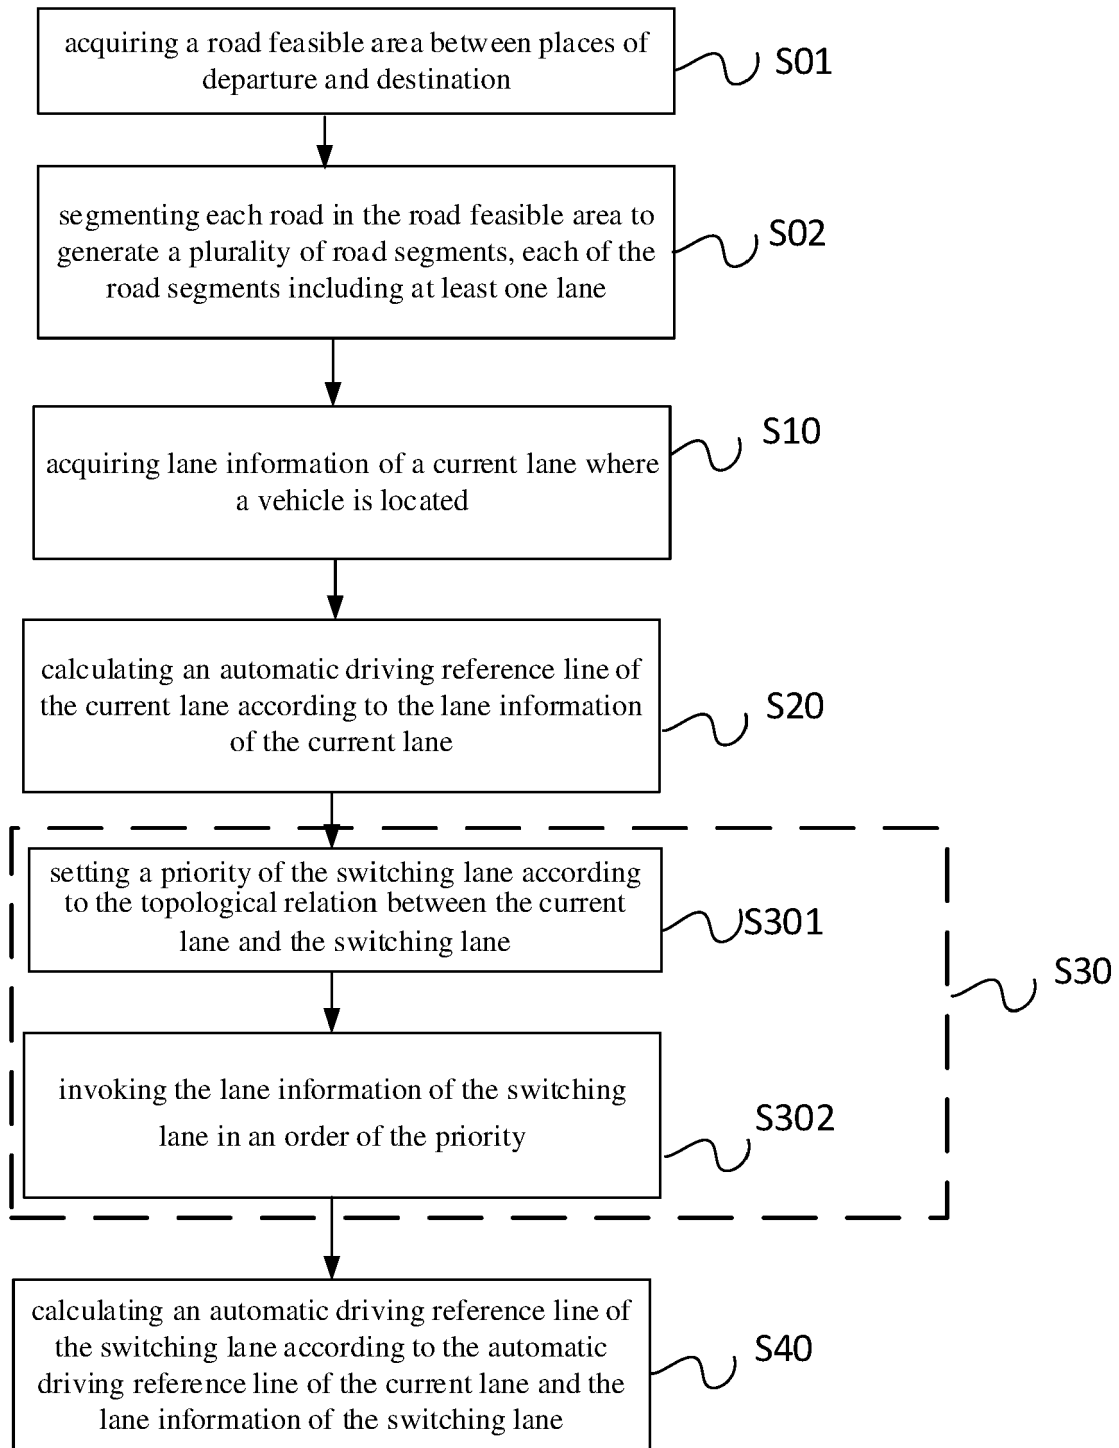 acquiring a road feasible area between places of
departure and destination
S01
segmenting each road in the road feasible area to
generate a plurality of road segments, each of the
road segments including at least one lane
S02
acquiring lane information of a current lane where
a vehicle is located
S10
calculating an automatic driving reference line of
the current lane according to the lane information
of the current lane
S20
setting a priority of the switching lane according
to the topological relation between the current
lane and the switching lane
S301
S30
invoking the lane information of the switching
lane in an order of the priority
S302
calculating an automatic driving reference line of
the switching lane according to the automatic
driving reference line of the current lane and the
lane information of the switching lane
S40